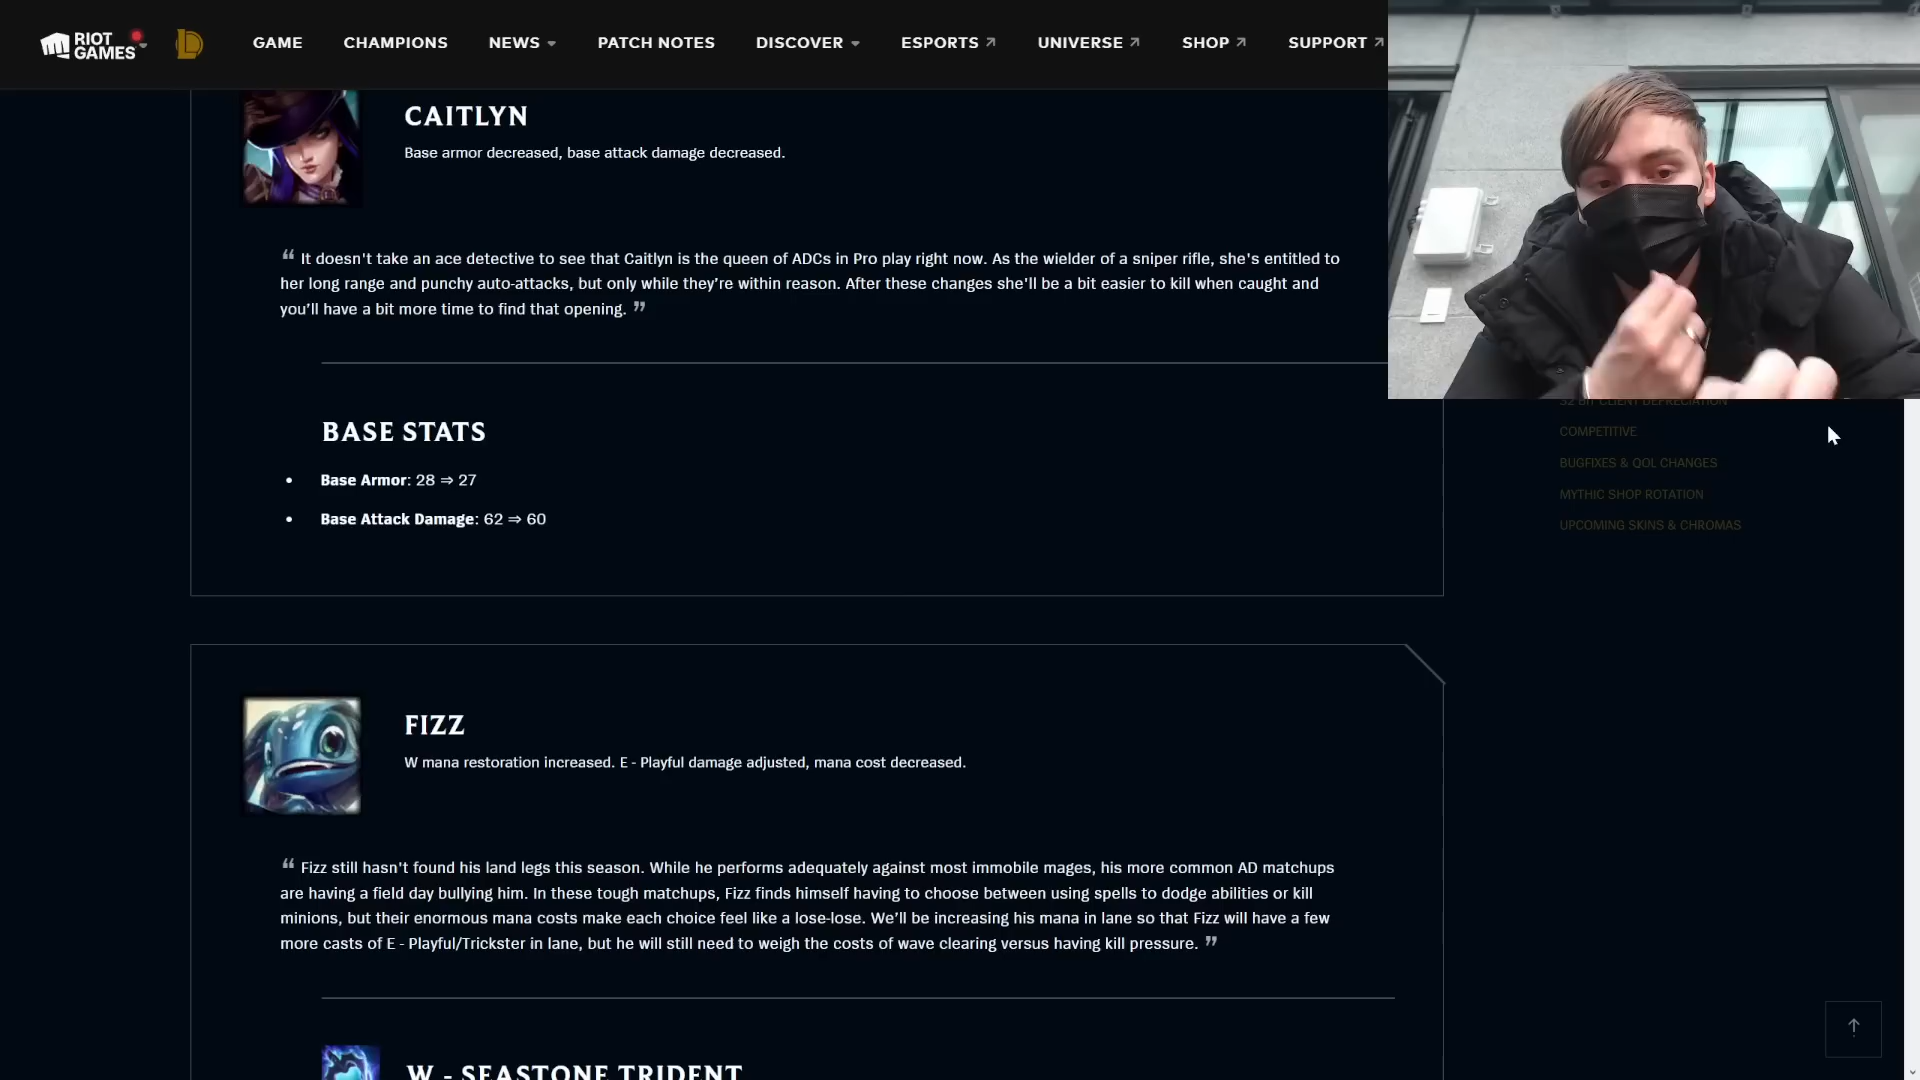 RIOT GAMES
GAME
CHAMPIONS
NEWS
PATCH NOTES
DISCOVER
ESPORTS
UNIVERSE
SHOP
SUPPORT
CAITLYN
Base armor decreased, base attack damage decreased.
“ It doesn't take an ace detective to see that Caitlyn is the queen of ADCs in Pro play right now. As the wielder of a sniper rifle, she's entitled to
her long range and punchy auto-attacks, but only while they’re within reason. After these changes she'll be a bit easier to kill when caught and
you’ll have a bit more time to find that opening. ”
32 BIT CLIENT DEPRECIATION
COMPETITIVE
BUGFIXES & QOL CHANGES
MYTHIC SHOP ROTATION
UPCOMING SKINS & CHROMAS
BASE STATS
• Base Armor: 28 ⇒ 27
• Base Attack Damage: 62 ⇒ 60
FIZZ
W mana restoration increased. E - Playful damage adjusted, mana cost decreased.
“ Fizz still hasn't found his land legs this season. While he performs adequately against most immobile mages, his more common AD matchups
are having a field day bullying him. In these tough matchups, Fizz finds himself having to choose between using spells to dodge abilities or kill
minions, but their enormous mana costs make each choice feel like a lose-lose. We’ll be increasing his mana in lane so that Fizz will have a few
more casts of E - Playful/Trickster in lane, but he will still need to weigh the costs of wave clearing versus having kill pressure. ”
W - SEASTONE TRIDENT